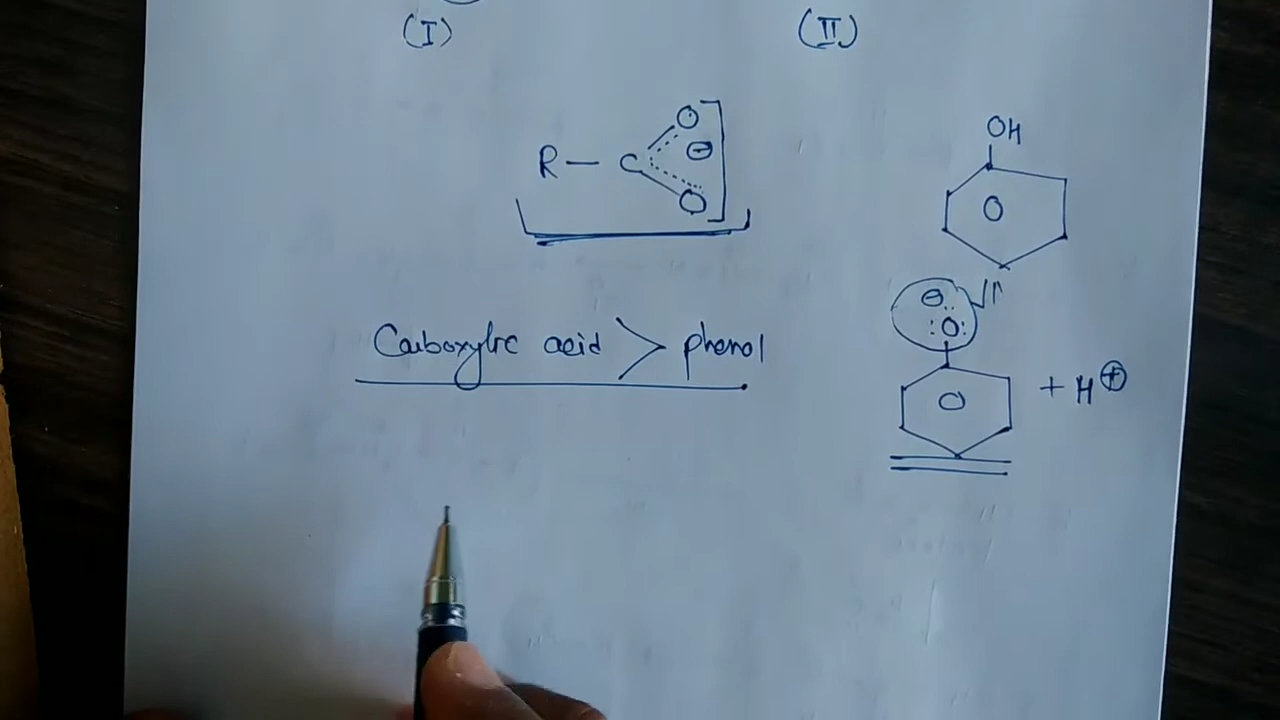 (I) (II)
R — C O ⊖ O
OH
O
⊖
:O:
Carboxylic acid > phenol
O + H⊕